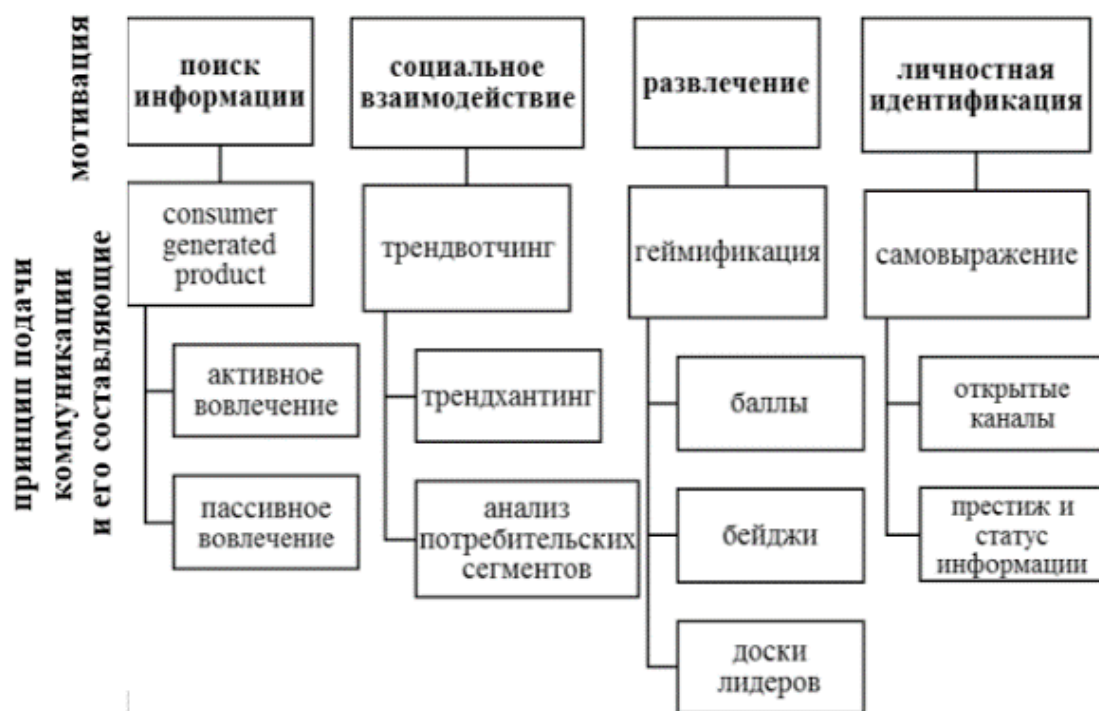 мотивация
поиск
информации
социальное
взаимодействие
развлечение
личностная
идентификация
принцип подачи
коммуникации
и его составляющие
consumer
generated
product
трендвотчинг
геймификация
самовыражение
активное
вовлечение
трендхантинг
баллы
открытые
каналы
пассивное
вовлечение
анализ
потребительских
сегментов
бейджи
престиж и
статус
информации
доски
лидеров